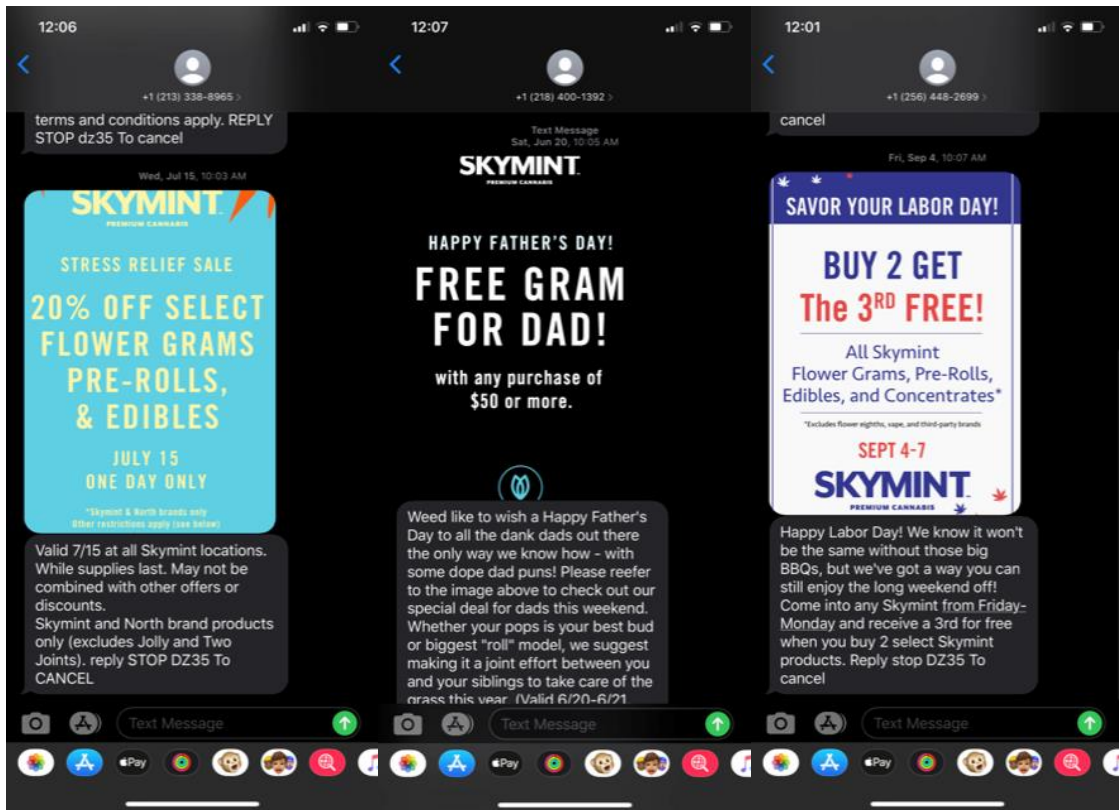 12:06
+1 (213) 338-8965 >
terms and conditions apply. REPLY
STOP dz35 To cancel
Wed, Jul 15, 10:03 AM
SKYMINT
PREMIUM CANNABIS
STRESS RELIEF SALE
20% OFF SELECT
FLOWER GRAMS
PRE-ROLLS,
& EDIBLES
JULY 15
ONE DAY ONLY
*Skymint & North brands only
Other restrictions apply (see below)
Valid 7/15 at all Skymint locations.
While supplies last. May not be
combined with other offers or
discounts.
Skymint and North brand products
only (excludes Jolly and Two
Joints). reply STOP DZ35 To
CANCEL
Text Message
Pay
12:07
+1 (218) 400-1392 >
Text Message
Sat, Jun 20, 10:05 AM
SKYMINT.
PREMIUM CANNABIS
HAPPY FATHER'S DAY!
FREE GRAM
FOR DAD!
with any purchase of
$50 or more.
Weed like to wish a Happy Father's
Day to all the dank dads out there
the only way we know how - with
some dope dad puns! Please reefer
to the image above to check out our
special deal for dads this weekend.
Whether your pops is your best bud
or biggest "roll" model, we suggest
making it a joint effort between you
and your siblings to take care of the
grass this year. (Valid 6/20-6/21.
Text Message
Pay
12:01
+1 (256) 448-2699 >
cancel
Fri, Sep 4, 10:07 AM
SAVOR YOUR LABOR DAY!
BUY 2 GET
The 3RD FREE!
All Skymint
Flower Grams, Pre-Rolls,
Edibles, and Concentrates*
*Excludes flower eighths, vape, and third-party brands
SEPT 4-7
SKYMINT.
PREMIUM CANNABIS
Happy Labor Day! We know it won't
be the same without those big
BBQs, but we've got a way you can
still enjoy the long weekend off!
Come into any Skymint from Friday-
Monday and receive a 3rd for free
when you buy 2 select Skymint
products. Reply stop DZ35 To
cancel
Text Message
Pay